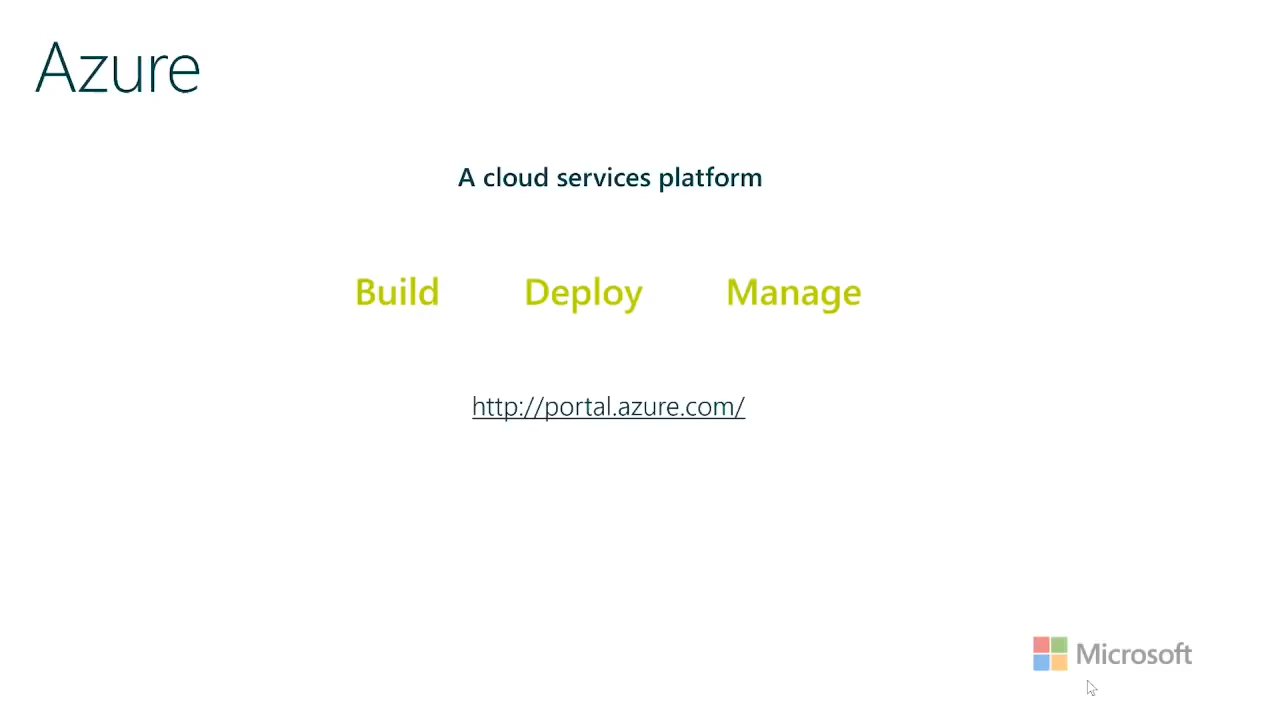 Azure
A cloud services platform
Build Deploy Manage
http://portal.azure.com/
Microsoft